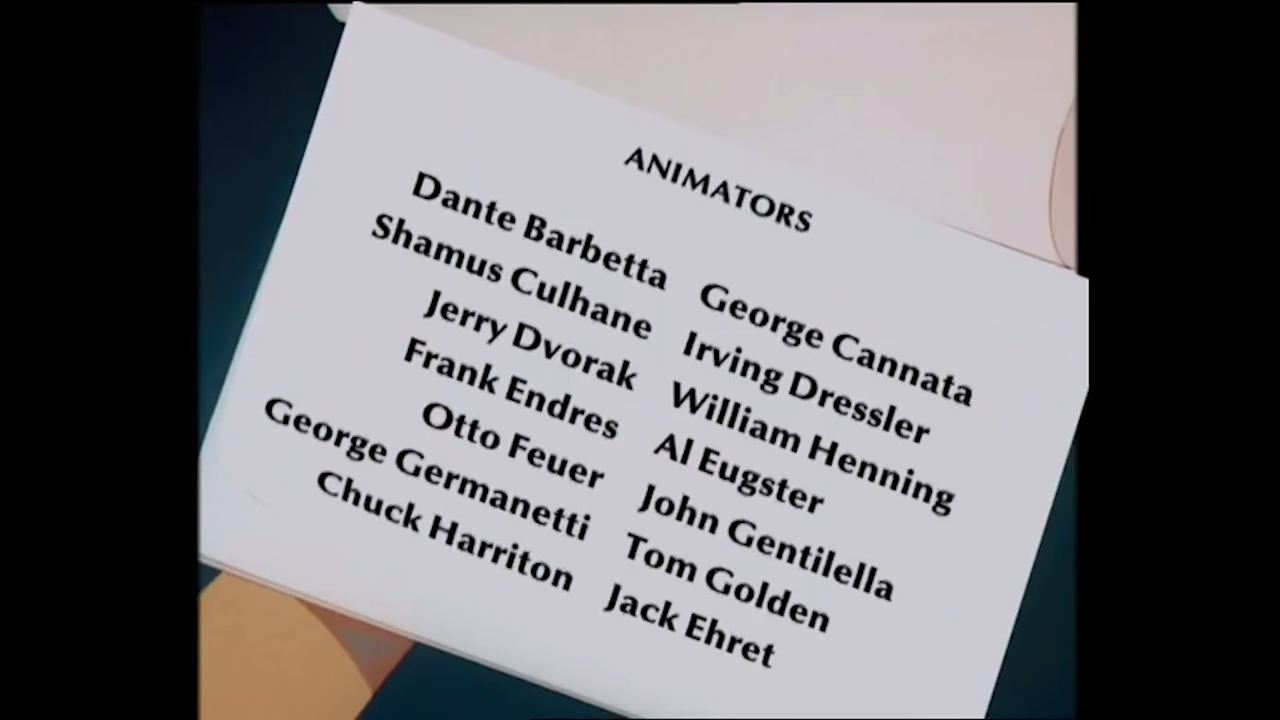 ANIMATORS
Dante Barbetta George Cannata
Shamus Culhane Irving Dressler
Jerry Dvorak William Henning
Frank Endres Al Eugster
Otto Feuer John Gentilella
George Germanetti Tom Golden
Chuck Harriton Jack Ehret